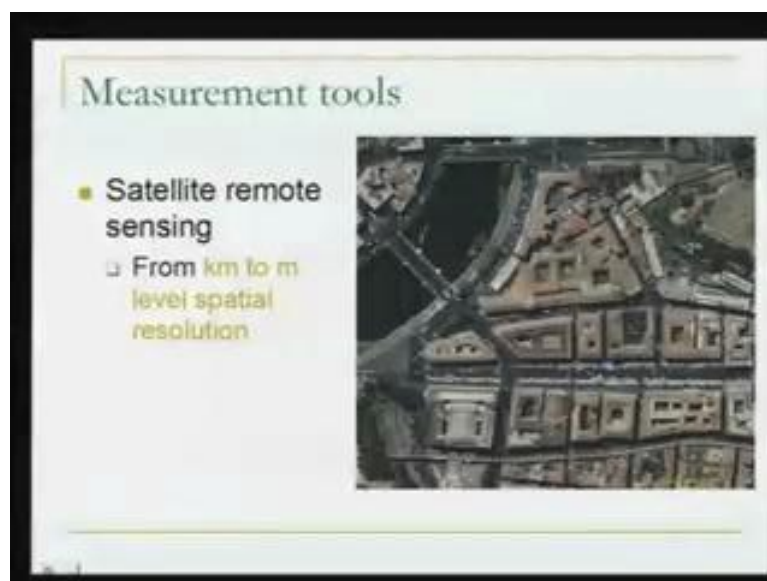 Measurement tools
Satellite remote
sensing
From km to m
level spatial
resolution